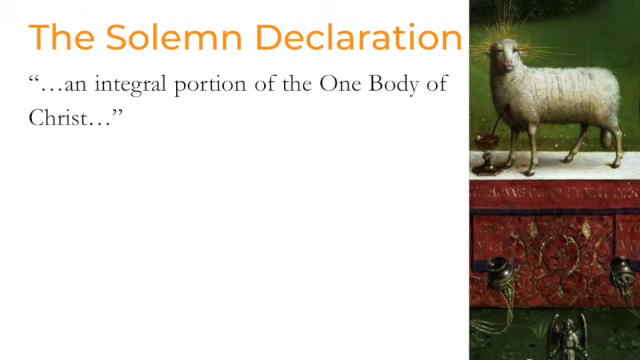 The Solemn Declaration
“…an integral portion of the One Body of
Christ…”